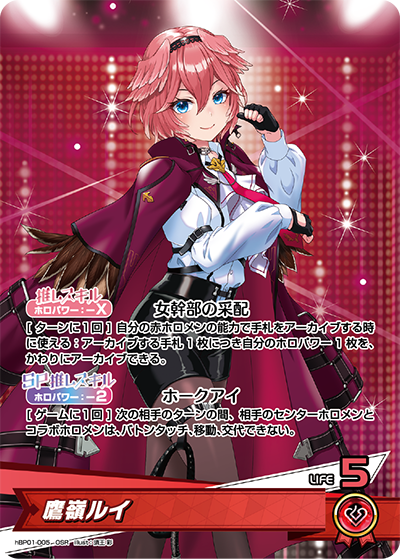 推しスキル
ホロパワー:-X
女幹部の采配
[ターンに1回]自分の赤ホロメンの能力で手札をアーカイブする時
に使える:アーカイブする手札1枚につき自分のホロパワー1枚を、
かわりにアーカイブできる。
SP推しスキル
ホロパワー:-2
ホークアイ
[ゲームに1回]次の相手のターンの間、相手のセンターホロメンと
コラボホロメンは、バトンタッチ、移動、交代できない。
LIFE 5
鷹嶺ルイ
hBP01-005 OSR Illust: